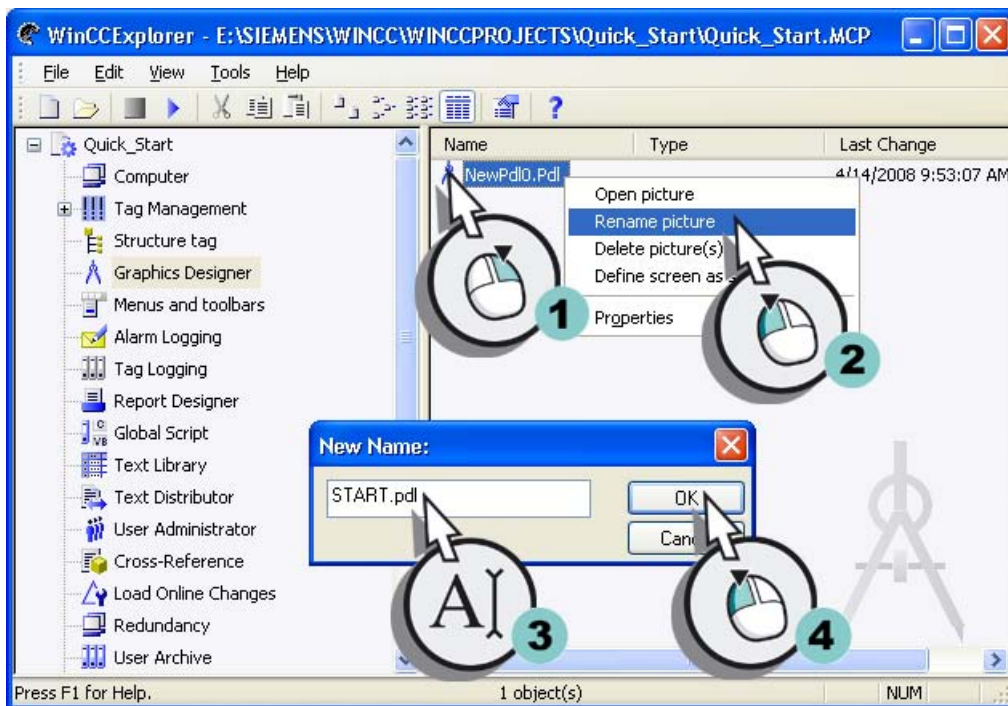 WinCCExplorer - E:\SIEMENS\WINCC\WINCCPROJECTS\Quick_Start\Quick_Start.MCP
File Edit View Tools Help
Quick_Start
Computer
Tag Management
Structure tag
Graphics Designer
Menus and toolbars
Alarm Logging
Tag Logging
Report Designer
Global Script
Text Library
Text Distributor
User Administrator
Cross-Reference
Load Online Changes
Redundancy
User Archive
Name Type Last Change
NewPdl0.Pdl 4/14/2008 9:53:07 AM
Open picture
Rename picture
Delete picture(s)
Define screen as
Properties
1
2
New Name:
START.pdl
OK
A
3
4
Press F1 for Help. 1 object(s) NUM